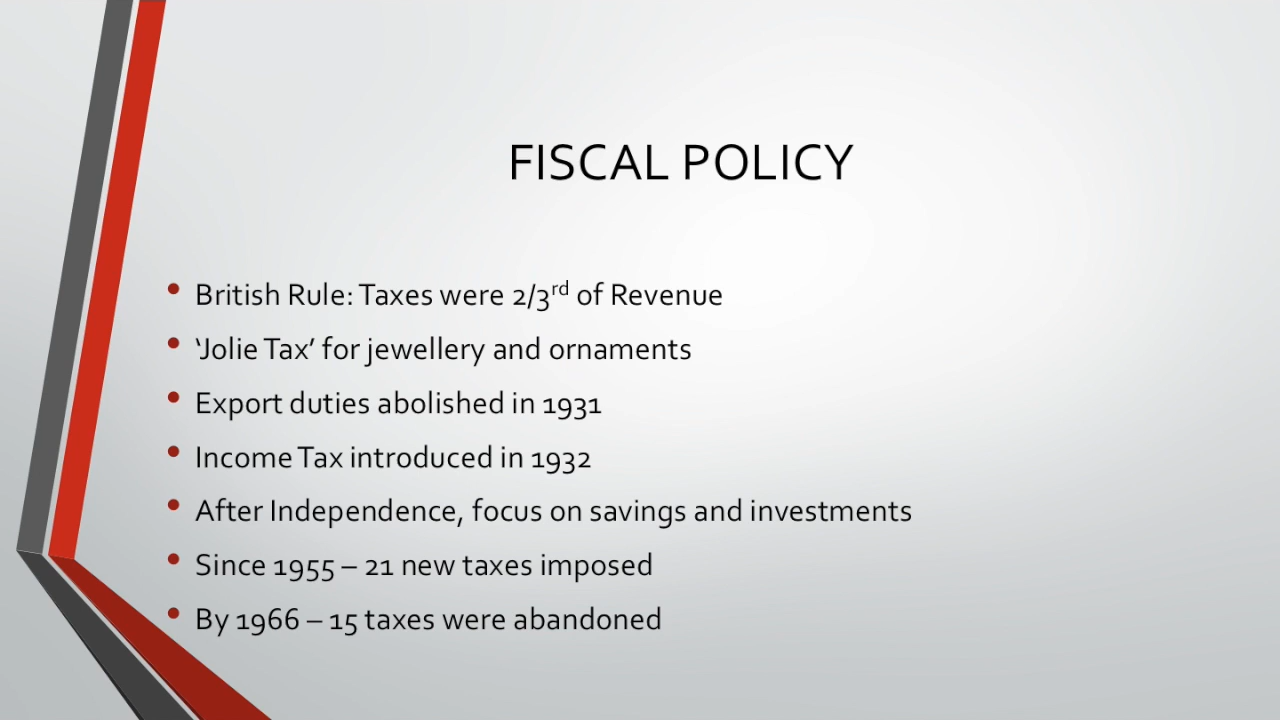 FISCAL POLICY
• British Rule: Taxes were 2/3rd of Revenue
• ‘Jolie Tax’ for jewellery and ornaments
• Export duties abolished in 1931
• Income Tax introduced in 1932
• After Independence, focus on savings and investments
• Since 1955 – 21 new taxes imposed
• By 1966 – 15 taxes were abandoned